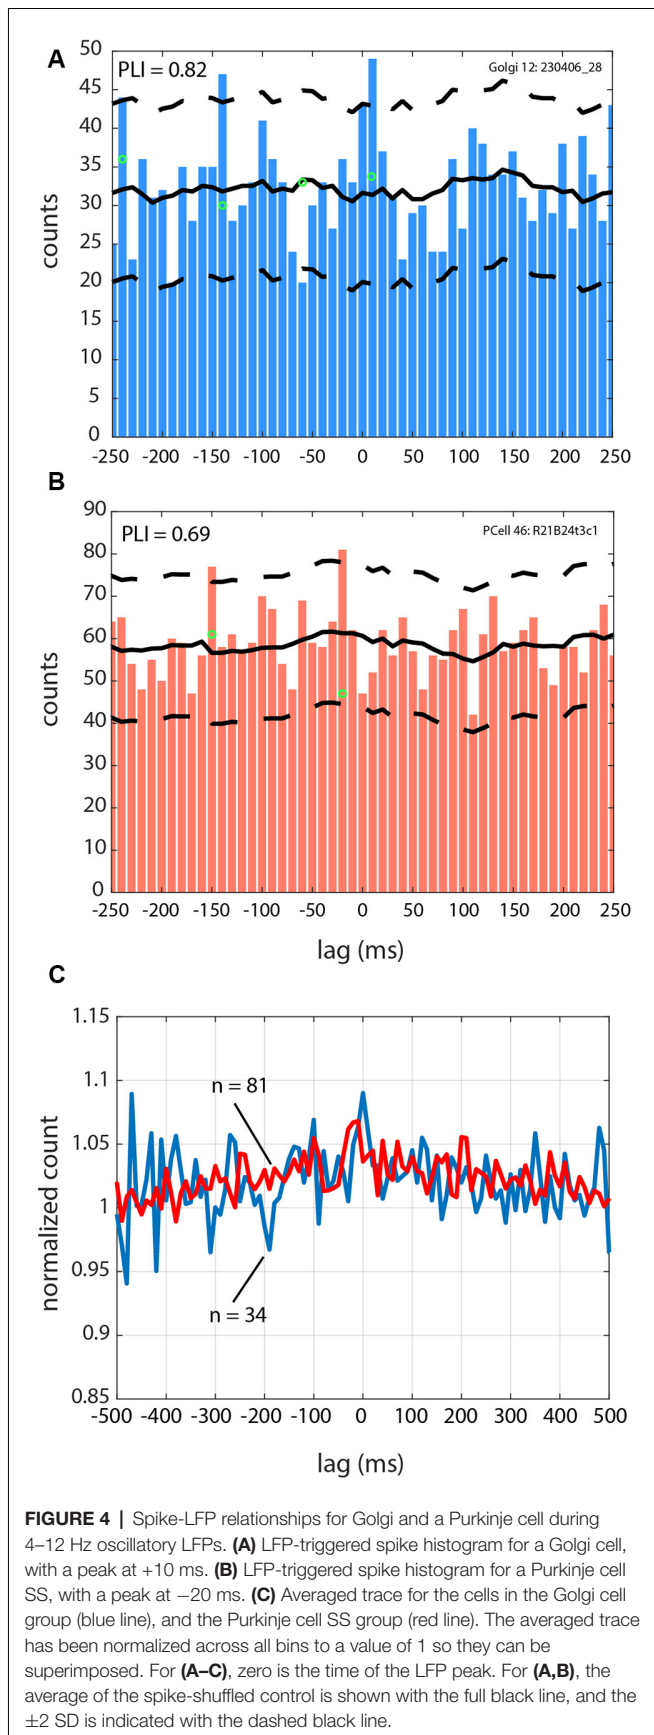 A
PLI = 0.82
Golgi 12: 230406_28
counts
50
45
40
35
30
25
20
15
10
5
0
-250 -200 -150 -100 -50 0 50 100 150 200 250
B
PLI = 0.69
PCell 46: R21B24t3c1
counts
90
80
70
60
50
40
30
20
10
0
-250 -200 -150 -100 -50 0 50 100 150 200 250
lag (ms)
C
normalized count
1.15
1.1
1.05
1
0.95
0.9
0.85
n = 81
n = 34
-500 -400 -300 -200 -100 0 100 200 300 400 500
lag (ms)
FIGURE 4 | Spike-LFP relationships for Golgi and a Purkinje cell during
4–12 Hz oscillatory LFPs. (A) LFP-triggered spike histogram for a Golgi cell,
with a peak at +10 ms. (B) LFP-triggered spike histogram for a Purkinje cell
SS, with a peak at −20 ms. (C) Averaged trace for the cells in the Golgi cell
group (blue line), and the Purkinje cell SS group (red line). The averaged trace
has been normalized across all bins to a value of 1 so they can be
superimposed. For (A–C), zero is the time of the LFP peak. For (A,B), the
average of the spike-shuffled control is shown with the full black line, and the
±2 SD is indicated with the dashed black line.